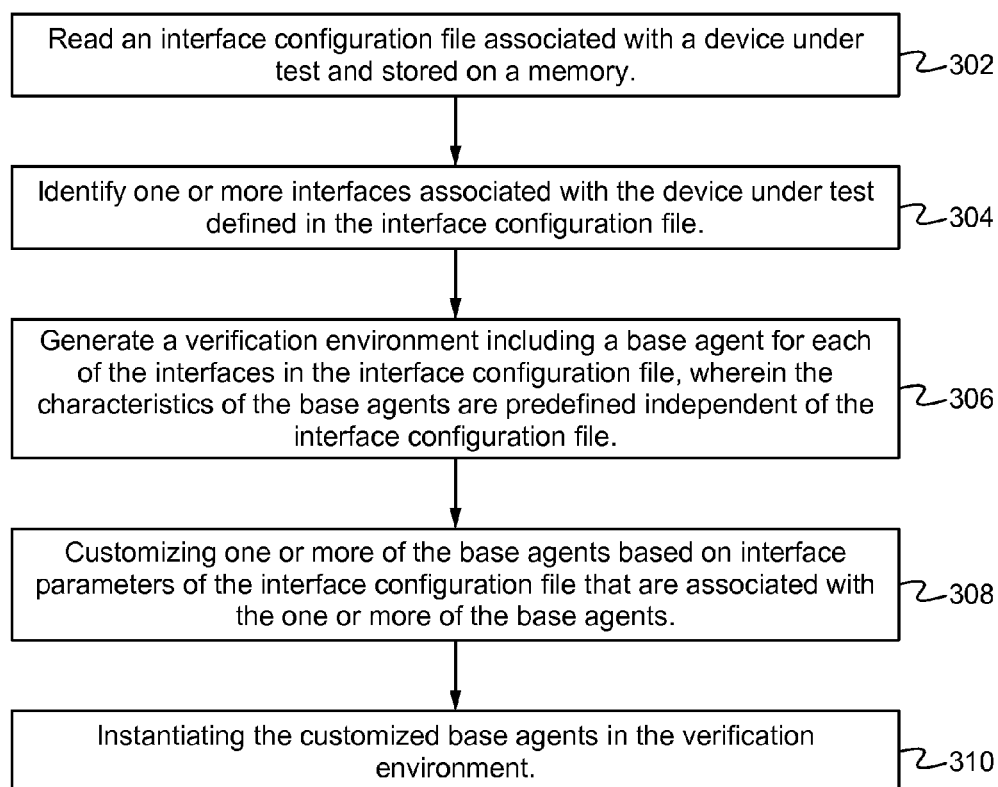 Read an interface configuration file associated with a device under
test and stored on a memory.
302
Identify one or more interfaces associated with the device under test
defined in the interface configuration file.
304
Generate a verification environment including a base agent for each
of the interfaces in the interface configuration file, wherein the
characteristics of the base agents are predefined independent of the
interface configuration file.
306
Customizing one or more of the base agents based on interface
parameters of the interface configuration file that are associated with
the one or more of the base agents.
308
Instantiating the customized base agents in the verification
environment.
310